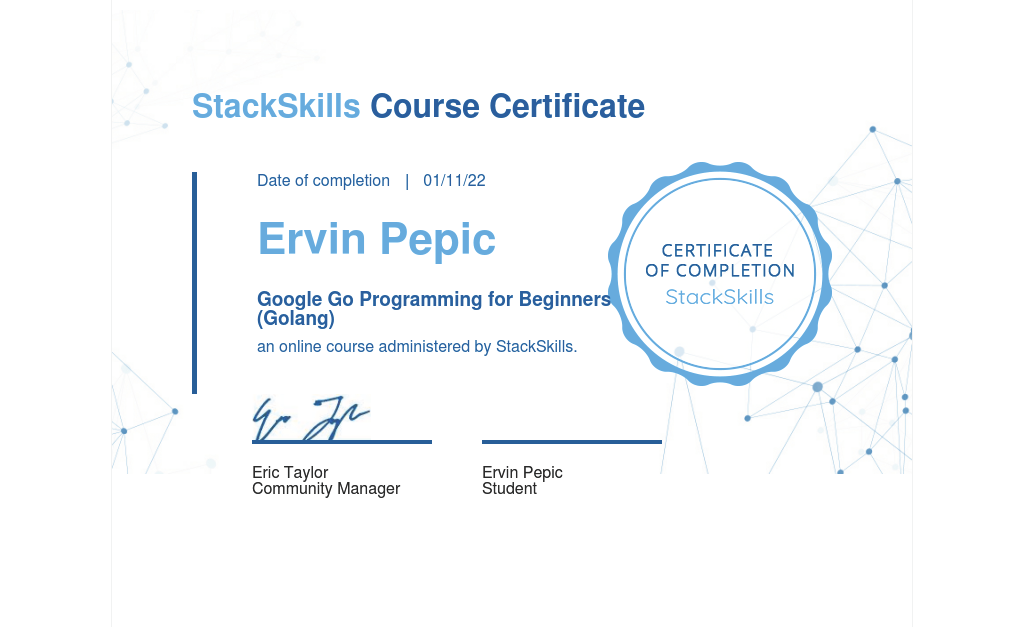 StackSkills Course Certificate
Date of completion | 01/11/22
Ervin Pepic
Google Go Programming for Beginners
(Golang)
an online course administered by StackSkills.
CERTIFICATE
OF COMPLETION
StackSkills
Eric Taylor
Community Manager
Ervin Pepic
Student